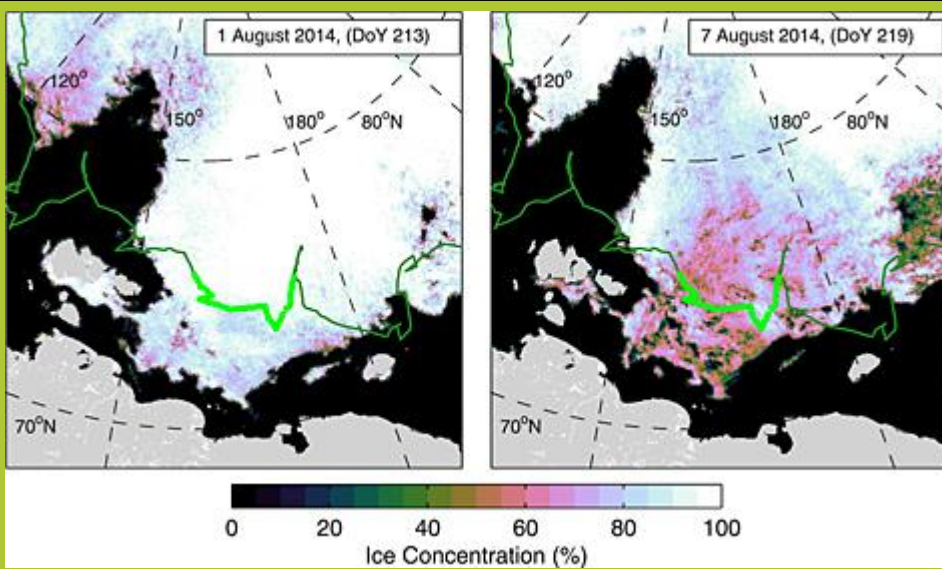 1 August 2014, (DoY 213)
120°
150°
180°
80°N
70°N
7 August 2014, (DoY 219)
120°
150°
180°
80°N
70°N
0 20 40 60 80 100
Ice Concentration (%)